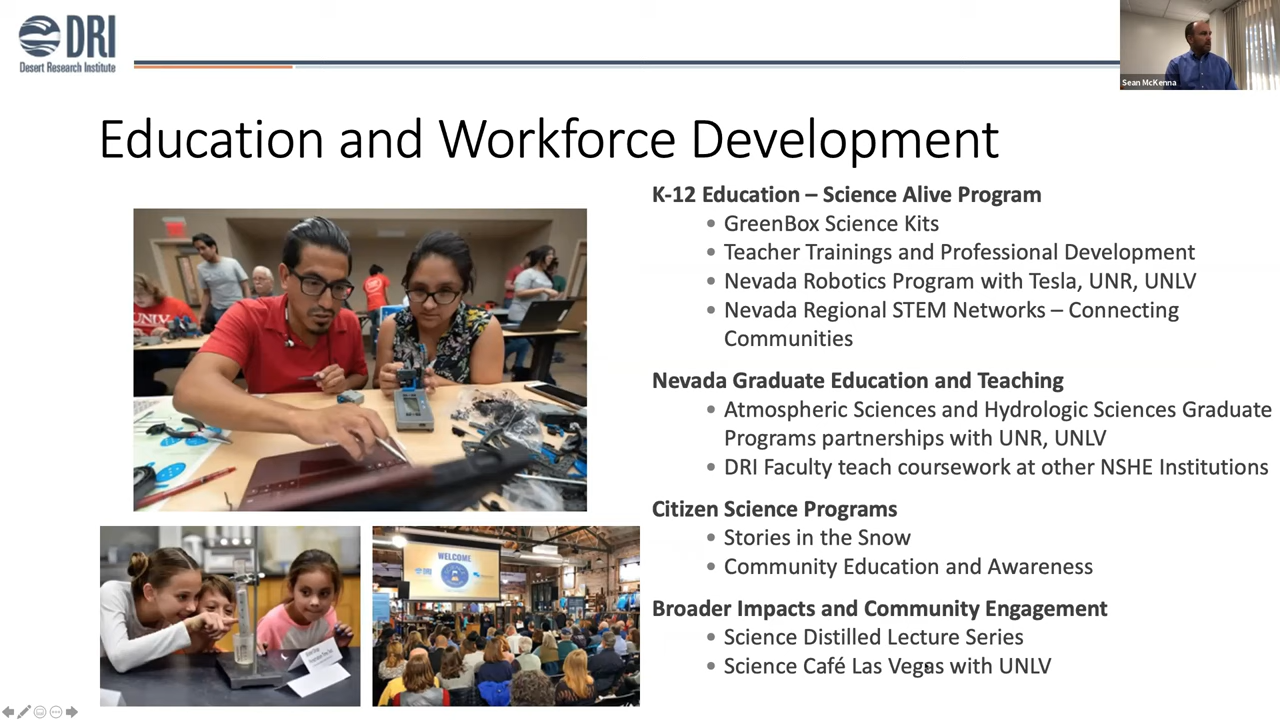 DRI
Desert Research Institute
Sean McKenna
Education and Workforce Development
K-12 Education – Science Alive Program
• GreenBox Science Kits
• Teacher Trainings and Professional Development
• Nevada Robotics Program with Tesla, UNR, UNLV
• Nevada Regional STEM Networks – Connecting
Communities
Nevada Graduate Education and Teaching
• Atmospheric Sciences and Hydrologic Sciences Graduate
Programs partnerships with UNR, UNLV
• DRI Faculty teach coursework at other NSHE Institutions
Citizen Science Programs
• Stories in the Snow
• Community Education and Awareness
Broader Impacts and Community Engagement
• Science Distilled Lecture Series
• Science Café Las Vegas with UNLV
UNLV
WELCOME
DRI